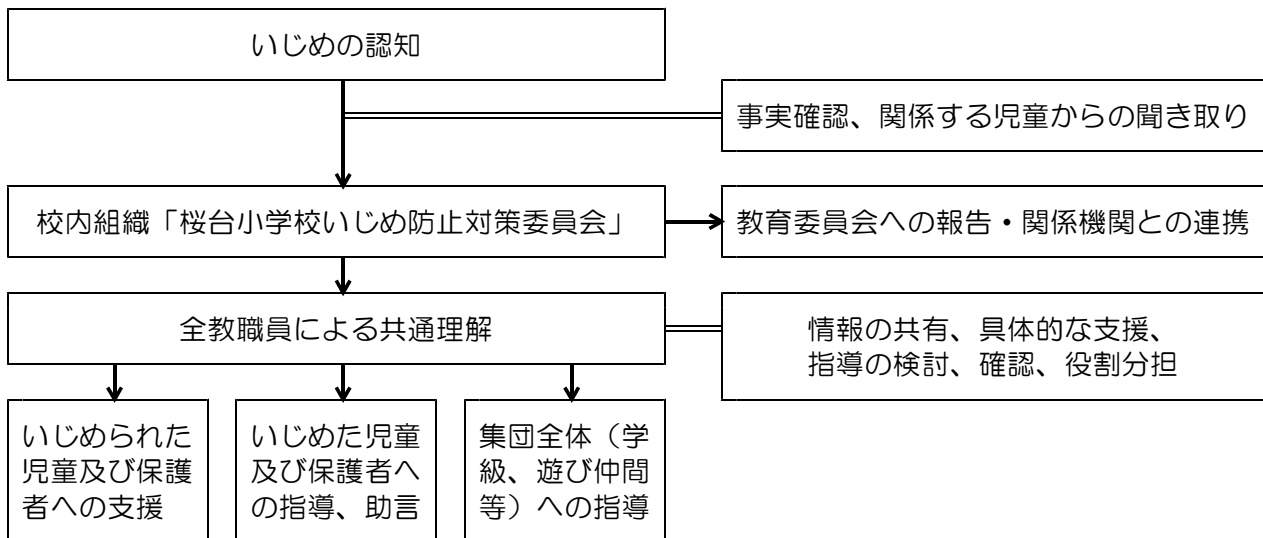 いじめの認知
事実確認、関係する児童からの聞き取り
校内組織「桜台小学校いじめ防止対策委員会」
教育委員会への報告・関係機関との連携
全教職員による共通理解
情報の共有、具体的な支援、
指導の検討、確認、役割分担
いじめられた
児童及び保護
者への支援
いじめた児童
及び保護者へ
の指導、助言
集団全体（学
級、遊び仲間
等）への指導